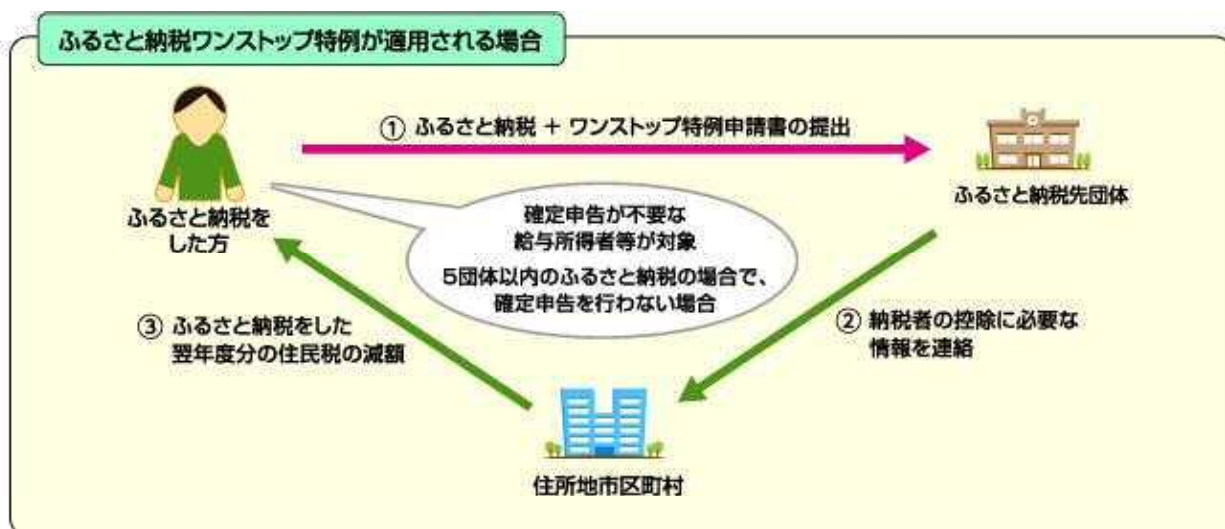 ふるさと納税ワンストップ特例が適用される場合
① ふるさと納税 + ワンストップ特例申請書の提出
ふるさと納税を
した方
ふるさと納税先団体
確定申告が不要な
給与所得者等が対象
5団体以内のふるさと納税の場合で、
確定申告を行わない場合
② 納税者の控除に必要な
情報を連絡
③ ふるさと納税をした
翌年度分の住民税の減額
住所地市区町村